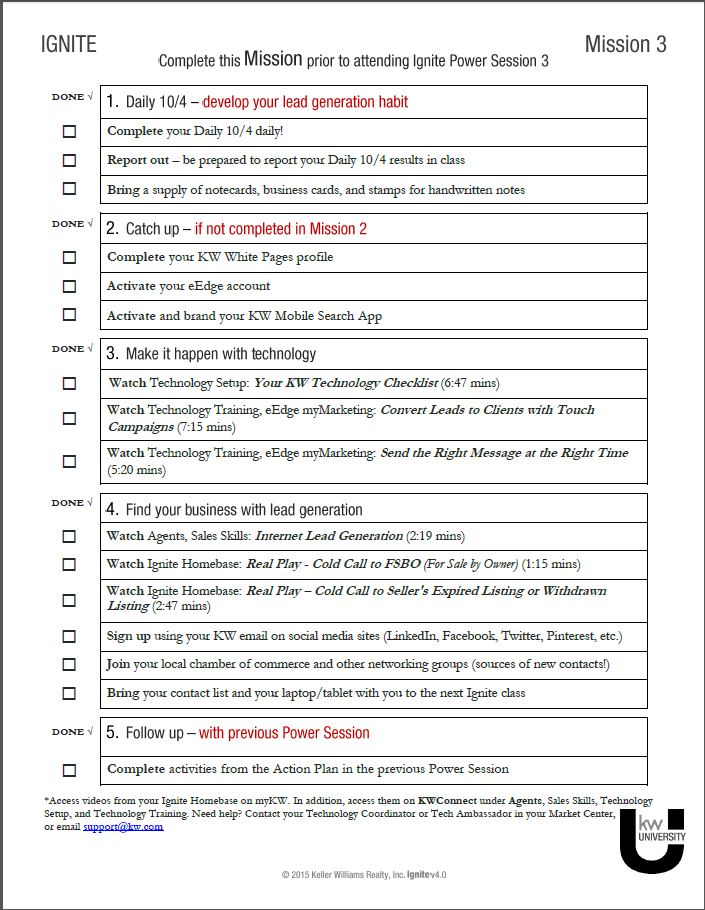 IGNITE
Mission 3
Complete this Mission prior to attending Ignite Power Session 3
DONE √
1. Daily 10/4 – develop your lead generation habit
Complete your Daily 10/4 daily!
Report out – be prepared to report your Daily 10/4 results in class
Bring a supply of notecards, business cards, and stamps for handwritten notes
DONE √
2. Catch up – if not completed in Mission 2
Complete your KW White Pages profile
Activate your eEdge account
Activate and brand your KW Mobile Search App
DONE √
3. Make it happen with technology
Watch Technology Setup: Your KW Technology Checklist (6:47 mins)
Watch Technology Training, eEdge myMarketing: Convert Leads to Clients with Touch
Campaigns (7:15 mins)
Watch Technology Training, eEdge myMarketing: Send the Right Message at the Right Time
(5:20 mins)
DONE √
4. Find your business with lead generation
Watch Agents, Sales Skills: Internet Lead Generation (2:19 mins)
Watch Ignite Homebase: Real Play - Cold Call to FSBO (For Sale by Owner) (1:15 mins)
Watch Ignite Homebase: Real Play – Cold Call to Seller's Expired Listing or Withdrawn
Listing (2:47 mins)
Sign up using your KW email on social media sites (LinkedIn, Facebook, Twitter, Pinterest, etc.)
Join your local chamber of commerce and other networking groups (sources of new contacts!)
Bring your contact list and your laptop/tablet with you to the next Ignite class
DONE √
5. Follow up – with previous Power Session
Complete activities from the Action Plan in the previous Power Session
*Access videos from your Ignite Homebase on myKW. In addition, access them on KWConnect under Agents, Sales Skills, Technology
Setup, and Technology Training. Need help? Contact your Technology Coordinator or Tech Ambassador in your Market Center,
or email support@kw.com
kw
UNIVERSITY
© 2015 Keller Williams Realty, Inc. Ignite v4.0